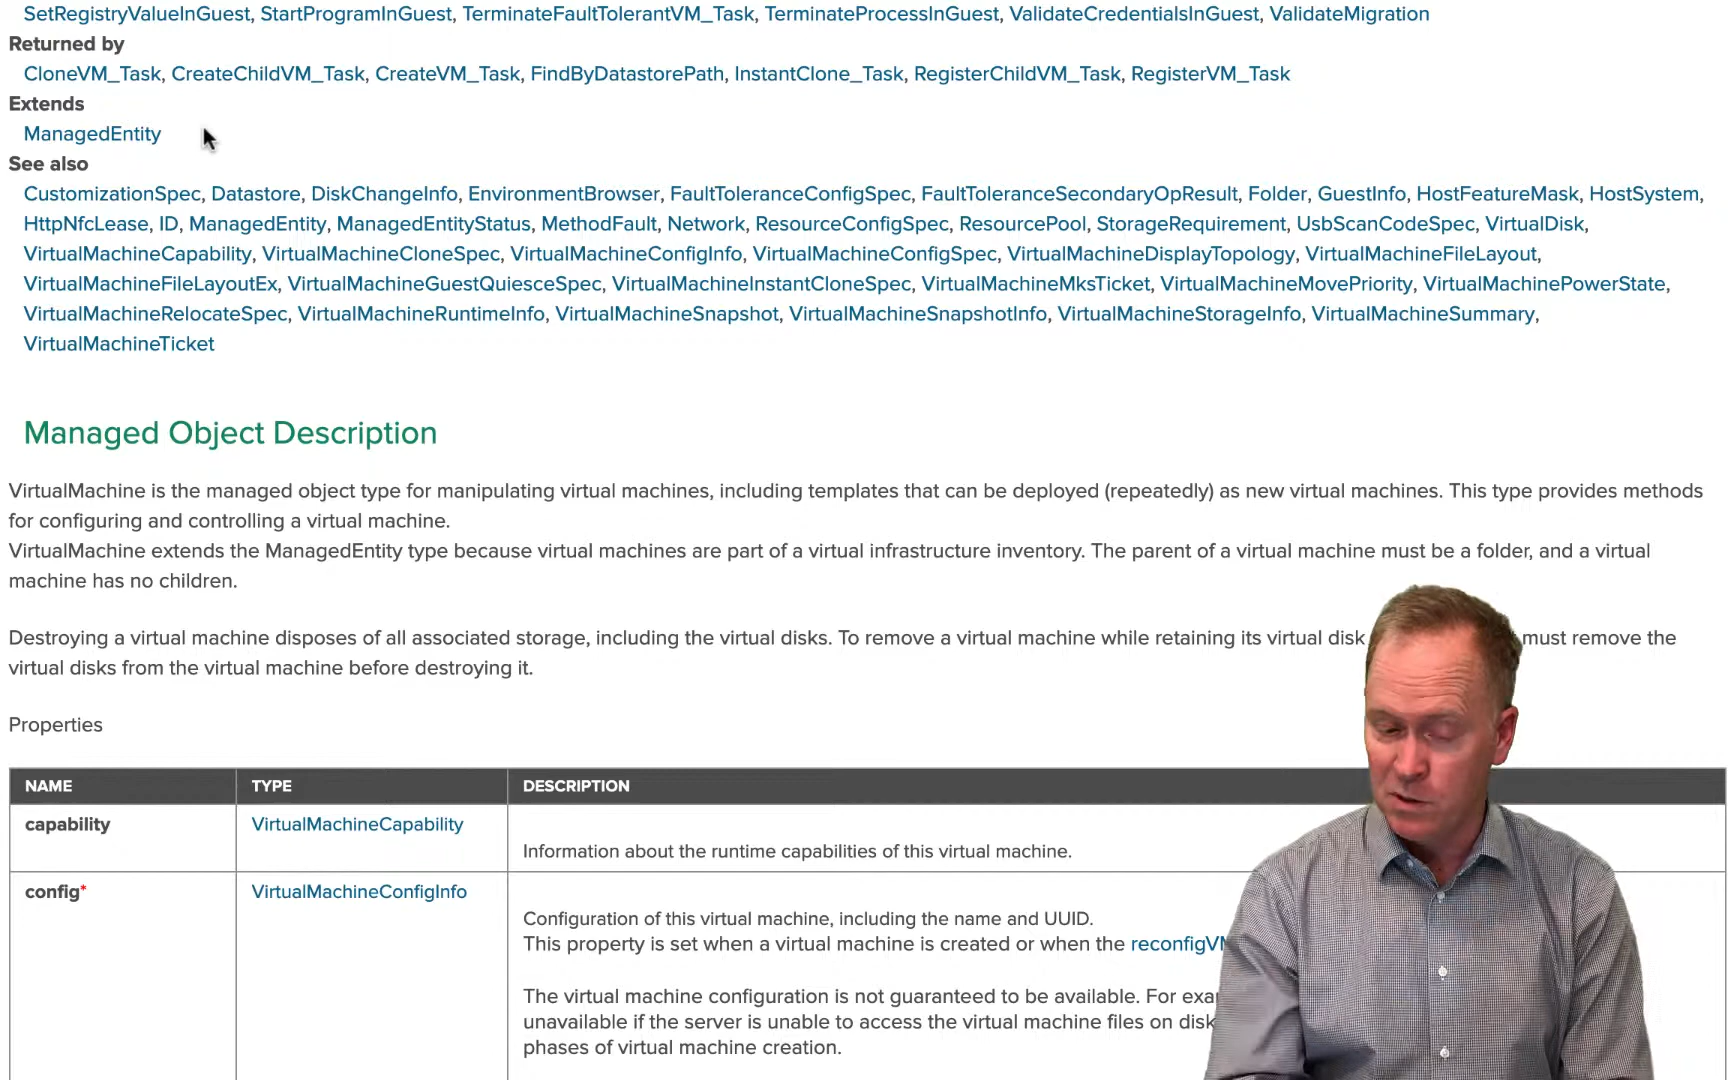 SetRegistryValueInGuest, StartProgramInGuest, TerminateFaultTolerantVM_Task, TerminateProcessInGuest, ValidateCredentialsInGuest, ValidateMigration
Returned by
CloneVM_Task, CreateChildVM_Task, CreateVM_Task, FindByDatastorePath, InstantClone_Task, RegisterChildVM_Task, RegisterVM_Task
Extends
ManagedEntity
See also
CustomizationSpec, Datastore, DiskChangeInfo, EnvironmentBrowser, FaultToleranceConfigSpec, FaultToleranceSecondaryOpResult, Folder, GuestInfo, HostFeatureMask, HostSystem,
HttpNfcLease, ID, ManagedEntity, ManagedEntityStatus, MethodFault, Network, ResourceConfigSpec, ResourcePool, StorageRequirement, UsbScanCodeSpec, VirtualDisk,
VirtualMachineCapability, VirtualMachineCloneSpec, VirtualMachineConfigInfo, VirtualMachineConfigSpec, VirtualMachineDisplayTopology, VirtualMachineFileLayout,
VirtualMachineFileLayoutEx, VirtualMachineGuestQuiesceSpec, VirtualMachineInstantCloneSpec, VirtualMachineMksTicket, VirtualMachineMovePriority, VirtualMachinePowerState,
VirtualMachineRelocateSpec, VirtualMachineRuntimeInfo, VirtualMachineSnapshot, VirtualMachineSnapshotInfo, VirtualMachineStorageInfo, VirtualMachineSummary,
VirtualMachineTicket
Managed Object Description
VirtualMachine is the managed object type for manipulating virtual machines, including templates that can be deployed (repeatedly) as new virtual machines. This type provides methods
for configuring and controlling a virtual machine.
VirtualMachine extends the ManagedEntity type because virtual machines are part of a virtual infrastructure inventory. The parent of a virtual machine must be a folder, and a virtual
machine has no children.
Destroying a virtual machine disposes of all associated storage, including the virtual disks. To remove a virtual machine while retaining its virtual disk must remove the
virtual disks from the virtual machine before destroying it.
Properties
NAME TYPE DESCRIPTION
capability VirtualMachineCapability
Information about the runtime capabilities of this virtual machine.
config* VirtualMachineConfigInfo
Configuration of this virtual machine, including the name and UUID.
This property is set when a virtual machine is created or when the reconfigVM
The virtual machine configuration is not guaranteed to be available. For
unavailable if the server is unable to access the virtual machine files on disk
phases of virtual machine creation.